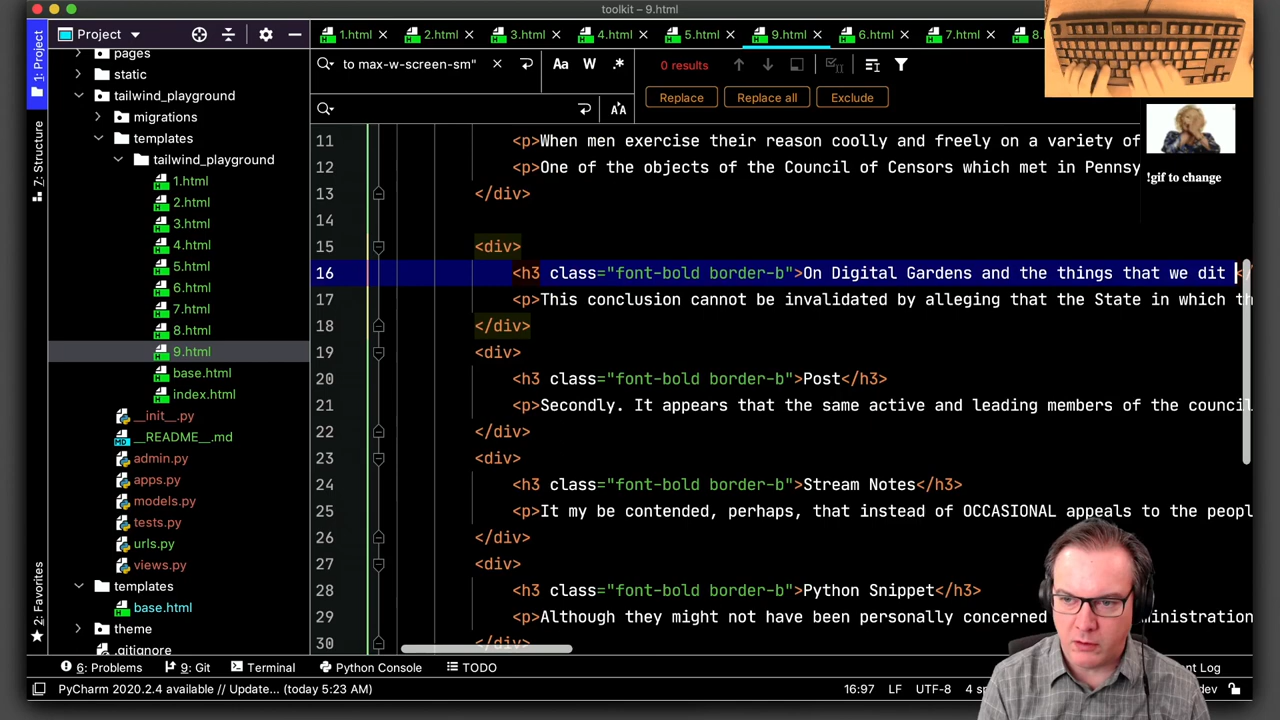 toolkit – 9.html
Project
1.html
2.html
3.html
4.html
5.html
9.html
6.html
7.html
8.
to max-w-screen-sm"
Aa
W
.*
0 results
Replace
Replace all
Exclude
!gif to change
1: Project
7: Structure
2: Favorites
pages
static
tailwind_playground
migrations
templates
tailwind_playground
1.html
2.html
3.html
4.html
5.html
6.html
7.html
8.html
9.html
base.html
index.html
__init__.py
__README__.md
admin.py
apps.py
models.py
tests.py
urls.py
views.py
templates
base.html
theme
.gitignore
11 <p>When men exercise their reason coolly and freely on a variety of
12 <p>One of the objects of the Council of Censors which met in Pennsy
13 </div>
14
15 <div>
16 <h3 class="font-bold border-b">On Digital Gardens and the things that we dit </
17 <p>This conclusion cannot be invalidated by alleging that the State in which th
18 </div>
19 <div>
20 <h3 class="font-bold border-b">Post</h3>
21 <p>Secondly. It appears that the same active and leading members of the council
22 </div>
23 <div>
24 <h3 class="font-bold border-b">Stream Notes</h3>
25 <p>It my be contended, perhaps, that instead of OCCASIONAL appeals to the peopl
26 </div>
27 <div>
28 <h3 class="font-bold border-b">Python Snippet</h3>
29 <p>Although they might not have been personally concerned ministration
30 </div>
6: Problems
9: Git
Terminal
Python Console
TODO
t Log
PyCharm 2020.2.4 available // Update... (today 5:23 AM)
16:97
LF
UTF-8
4 sp
dev